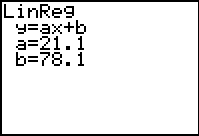 LinReg
y=ax+b
a=21.1
b=78.1